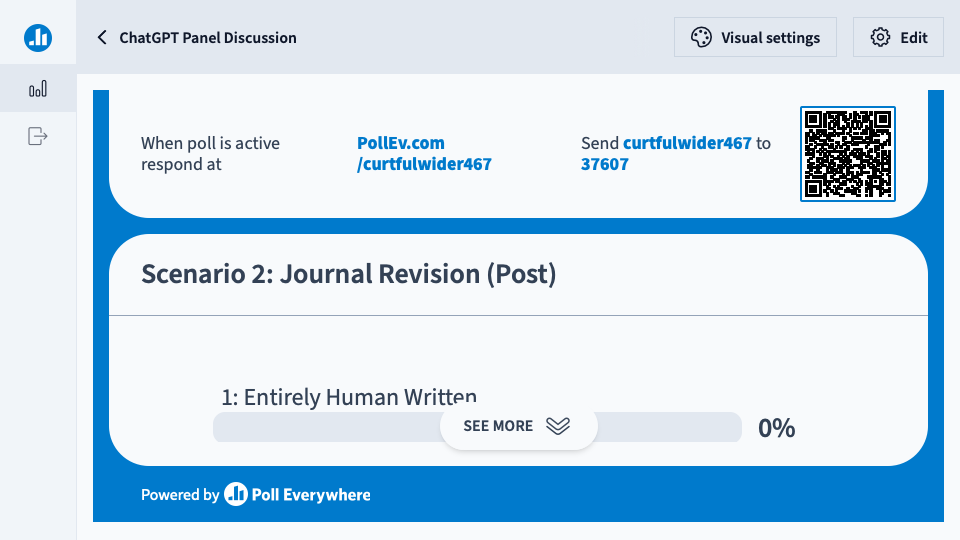 ChatGPT Panel Discussion
Visual settings
Edit
When poll is active
respond at
PollEv.com
/curtfulwider467
Send curtfulwider467 to
37607
Scenario 2: Journal Revision (Post)
1: Entirely Human Written
SEE MORE
0%
Powered by Poll Everywhere